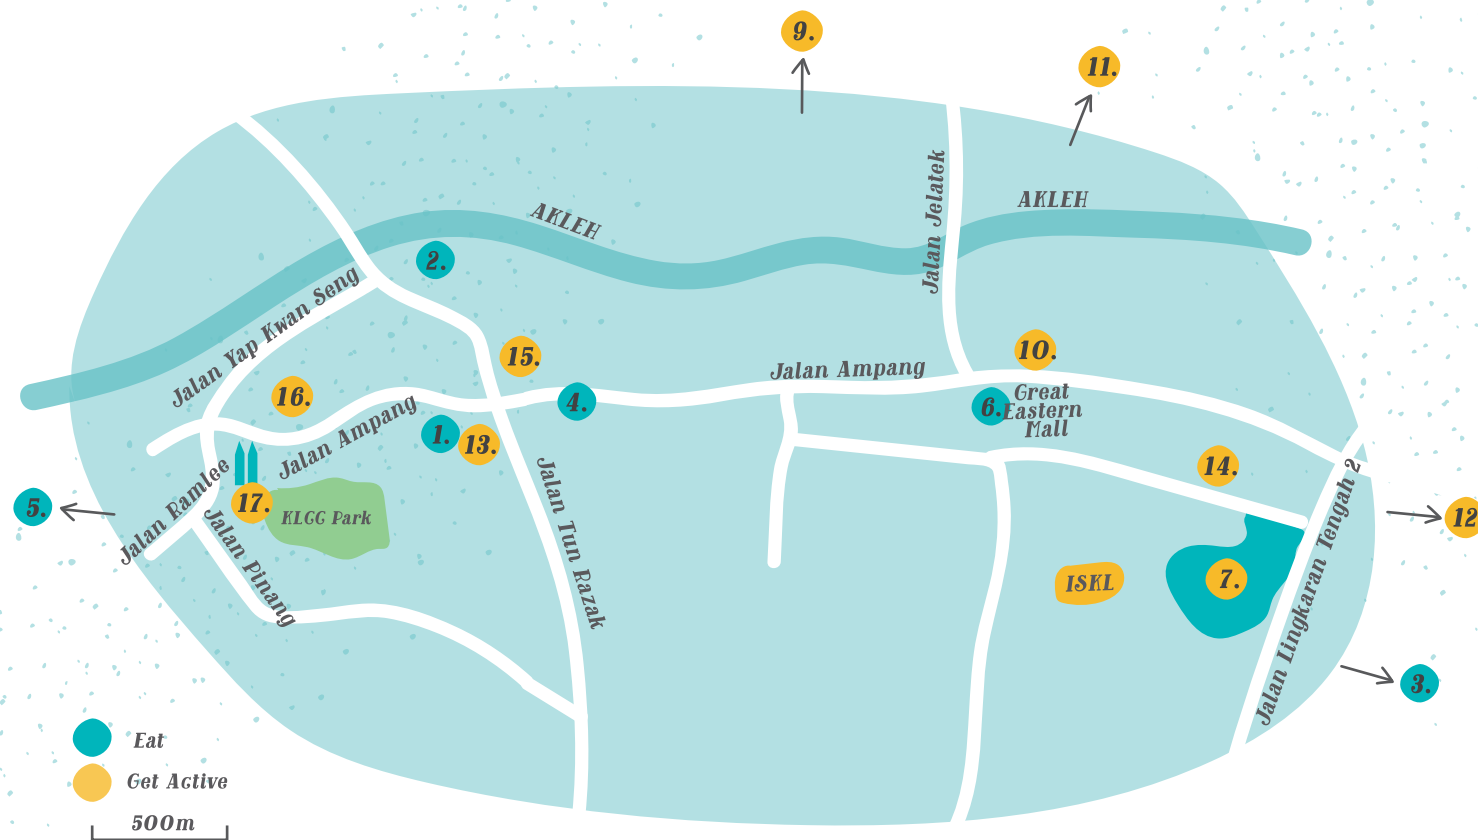 9.
11.
Jalan Jelatek
AKLEH
AKLEH
2.
Jalan Yap Kwan Seng
15.
10.
Jalan Ampang
16.
4.
6.
Great
Eastern
Mall
Jalan Ampang
1.
13.
14.
Jalan Ramlee
17.
KLGG Park
5.
Jalan Pinang
Jalan Tun Razak
12
ISKL
7.
Jalan Lingkaran Tengah 2
3.
Eat
Get Active
500m